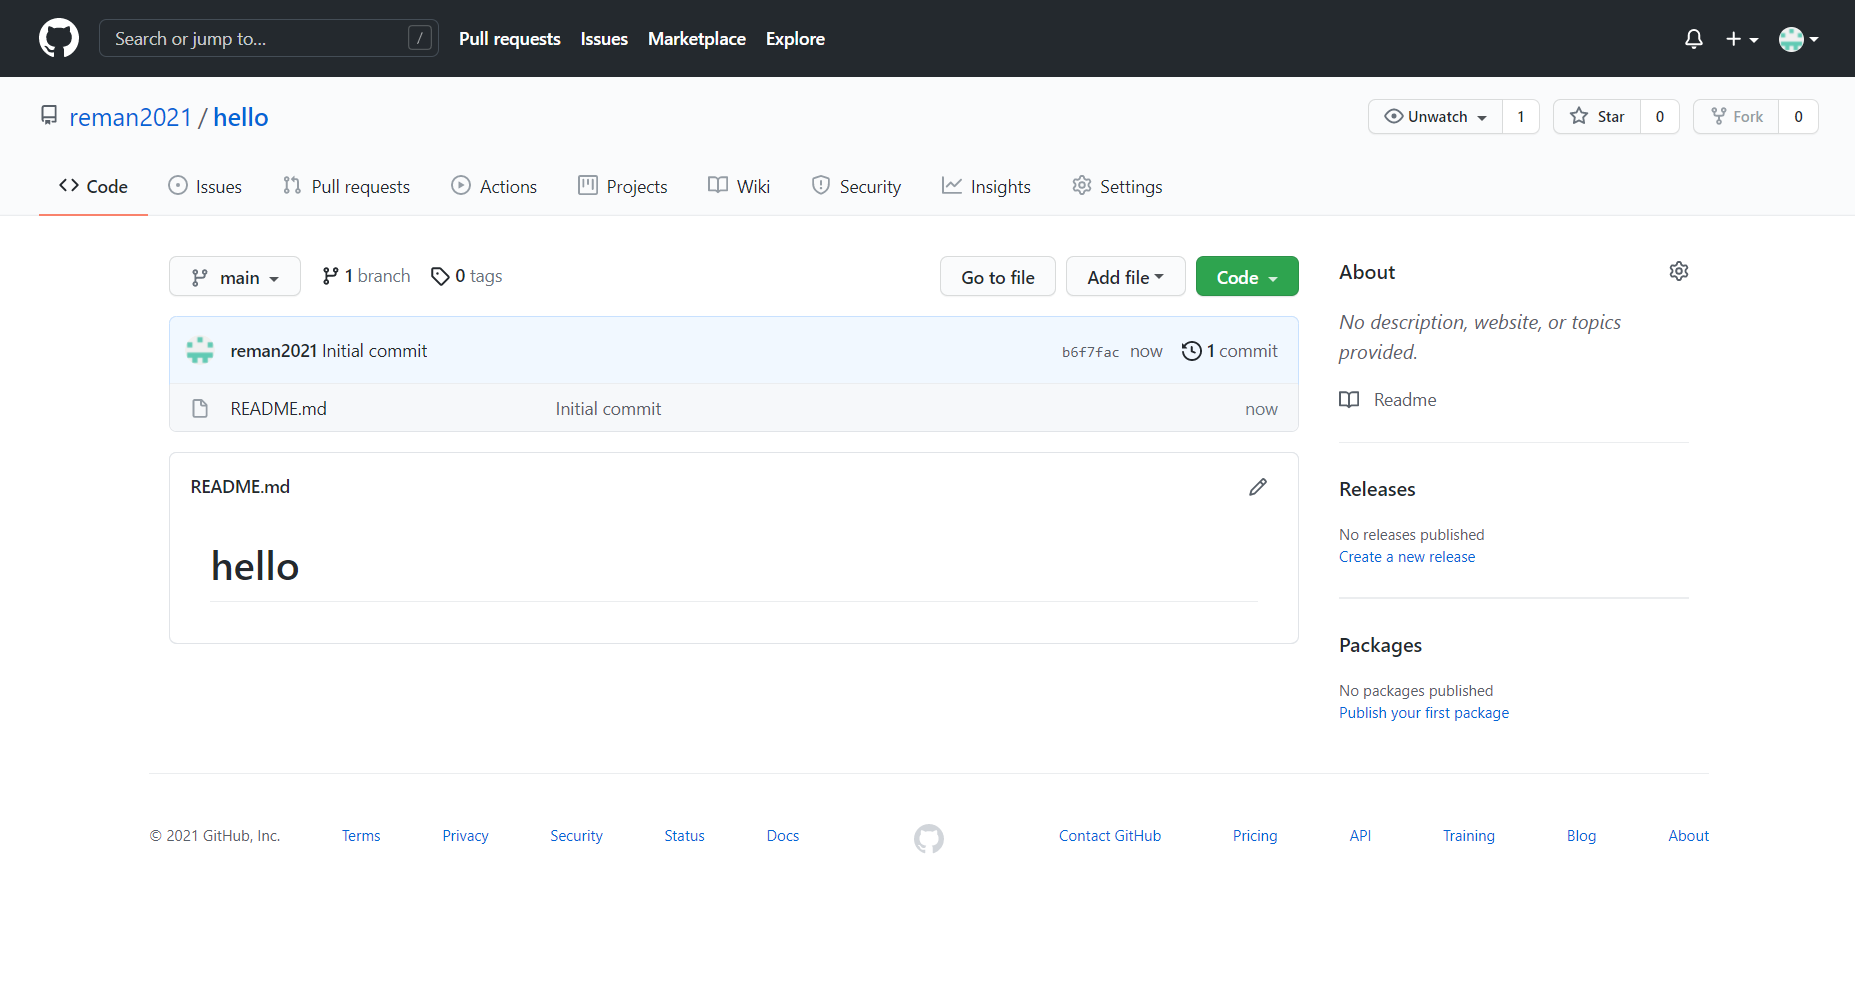 Search or jump to... / Pull requests Issues Marketplace Explore
reman2021 / hello Unwatch 1 Star 0 Fork 0
Code Issues Pull requests Actions Projects Wiki Security Insights Settings
main 1 branch 0 tags Go to file Add file Code
reman2021 Initial commit b6f7fac now 1 commit
README.md Initial commit now
README.md
hello
About
No description, website, or topics
provided.
Readme
Releases
No releases published
Create a new release
Packages
No packages published
Publish your first package
© 2021 GitHub, Inc. Terms Privacy Security Status Docs Contact GitHub Pricing API Training Blog About